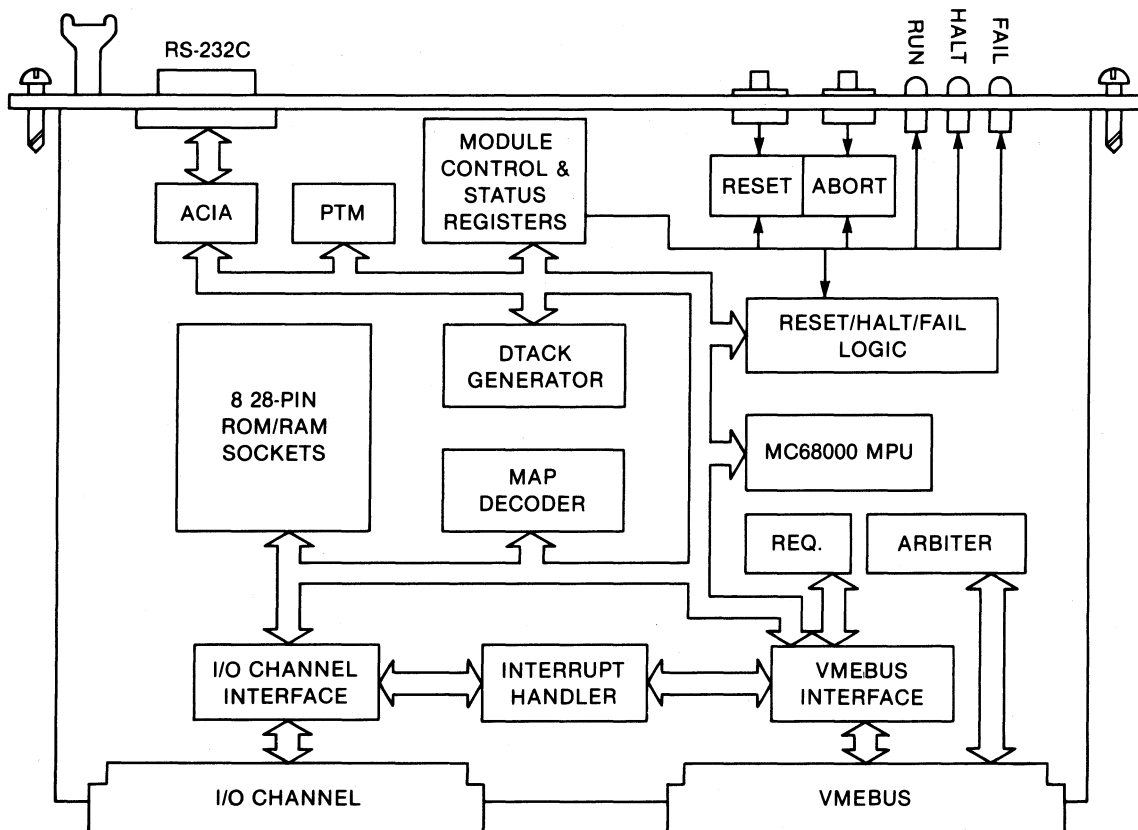 RS-232C
RUN
HALT
FAIL
MODULE
CONTROL &
STATUS
REGISTERS
RESET
ABORT
ACIA
PTM
DTACK
GENERATOR
RESET/HALT/FAIL
LOGIC
8 28-PIN
ROM/RAM
SOCKETS
MC68000 MPU
MAP
DECODER
REQ.
ARBITER
I/O CHANNEL
INTERFACE
INTERRUPT
HANDLER
VMEBUS
INTERFACE
I/O CHANNEL
VMEBUS